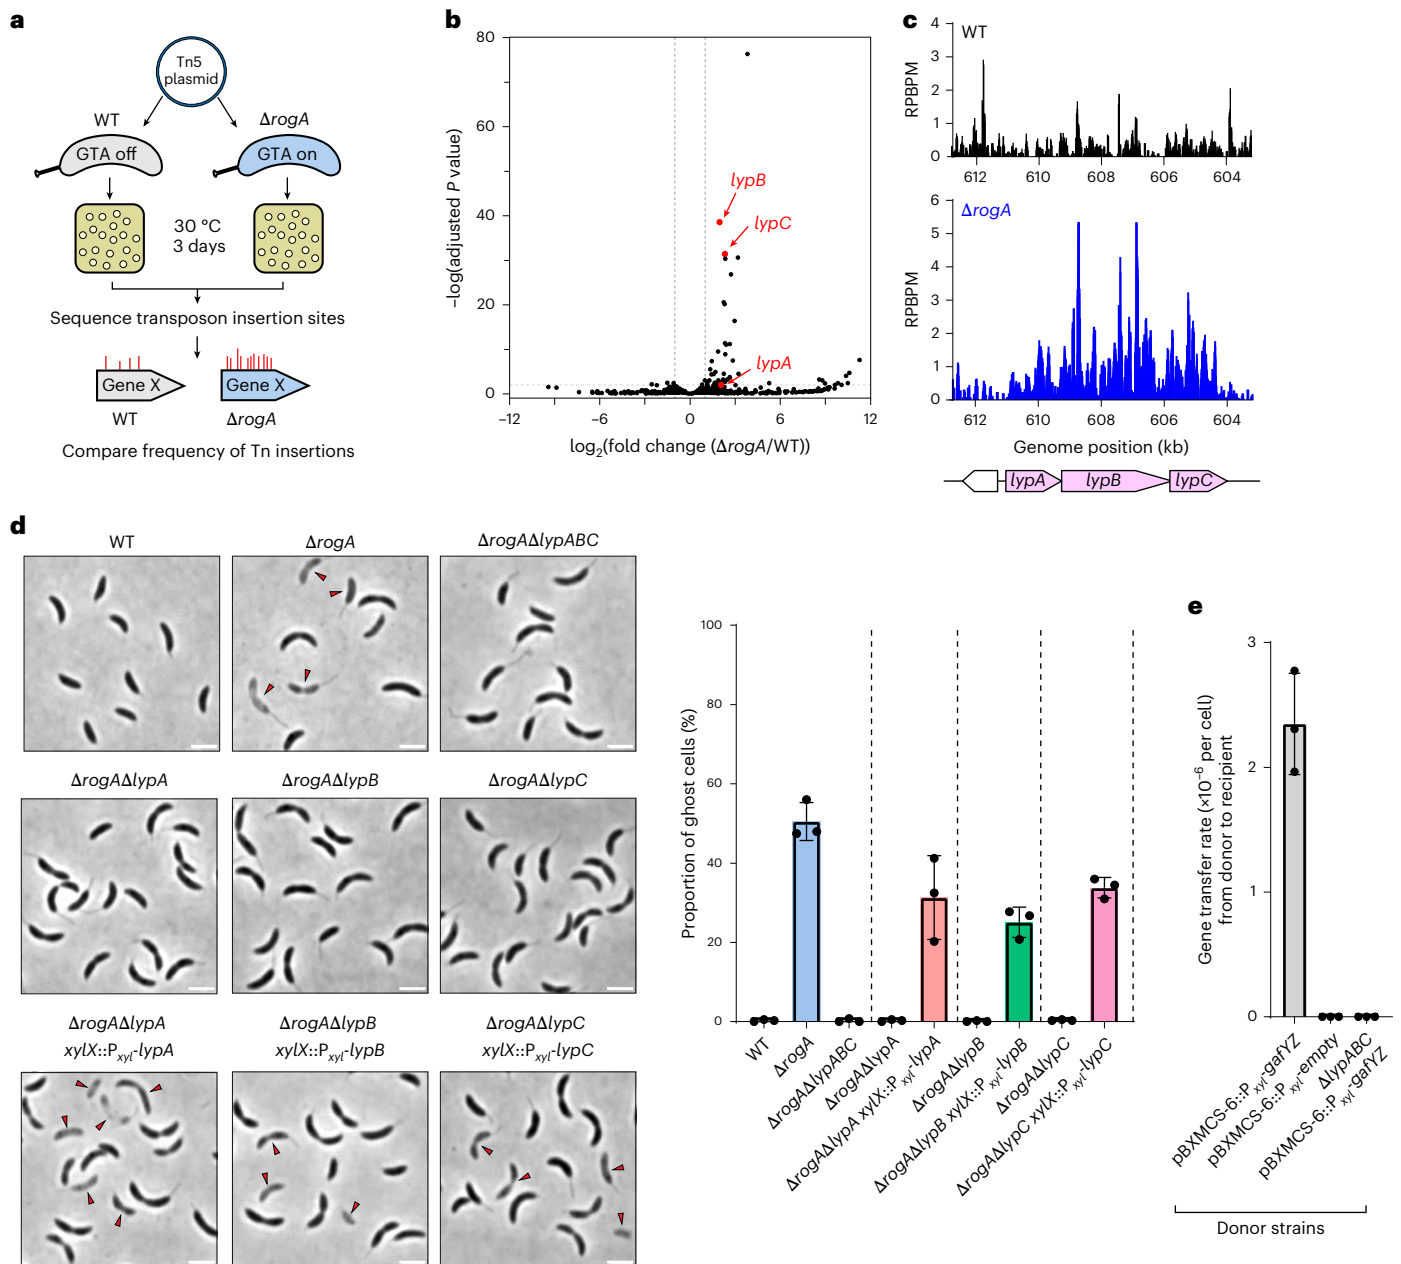 a
Tn5
plasmid
WT
ΔrogA
GTA off
GTA on
30 °C
3 days
Sequence transposon insertion sites
Gene X
Gene X
WT
ΔrogA
Compare frequency of Tn insertions
b
80
60
40
20
0
−log(adjusted P value)
lypB
lypC
lypA
−12
−6
0
6
12
log2(fold change (ΔrogA/WT))
c
WT
4
3
2
1
0
RPBPM
612
610
608
606
604
ΔrogA
6
5
4
3
2
1
0
RPBPM
612
610
608
606
604
Genome position (kb)
lypA
lypB
lypC
d
WT
ΔrogA
ΔrogAΔlypABC
ΔrogAΔlypA
ΔrogAΔlypB
ΔrogAΔlypC
ΔrogAΔlypA
xylX::Pxyl-lypA
ΔrogAΔlypB
xylX::Pxyl-lypB
ΔrogAΔlypC
xylX::Pxyl-lypC
100
80
60
40
20
0
Proportion of ghost cells (%)
WT
ΔrogA
ΔrogAΔlypABC
ΔrogAΔlypA
ΔrogAΔlypA xylX::Pxyl-lypA
ΔrogAΔlypB
ΔrogAΔlypB xylX::Pxyl-lypB
ΔrogAΔlypC
ΔrogAΔlypC xylX::Pxyl-lypC
e
3
2
1
0
Gene transfer rate (×10−6 per cell)
from donor to recipient
pBXMCS-6::Pxyl-gafYZ
pBXMCS-6::Pxyl-empty
ΔlypABC
pBXMCS-6::Pxyl-gafYZ
Donor strains